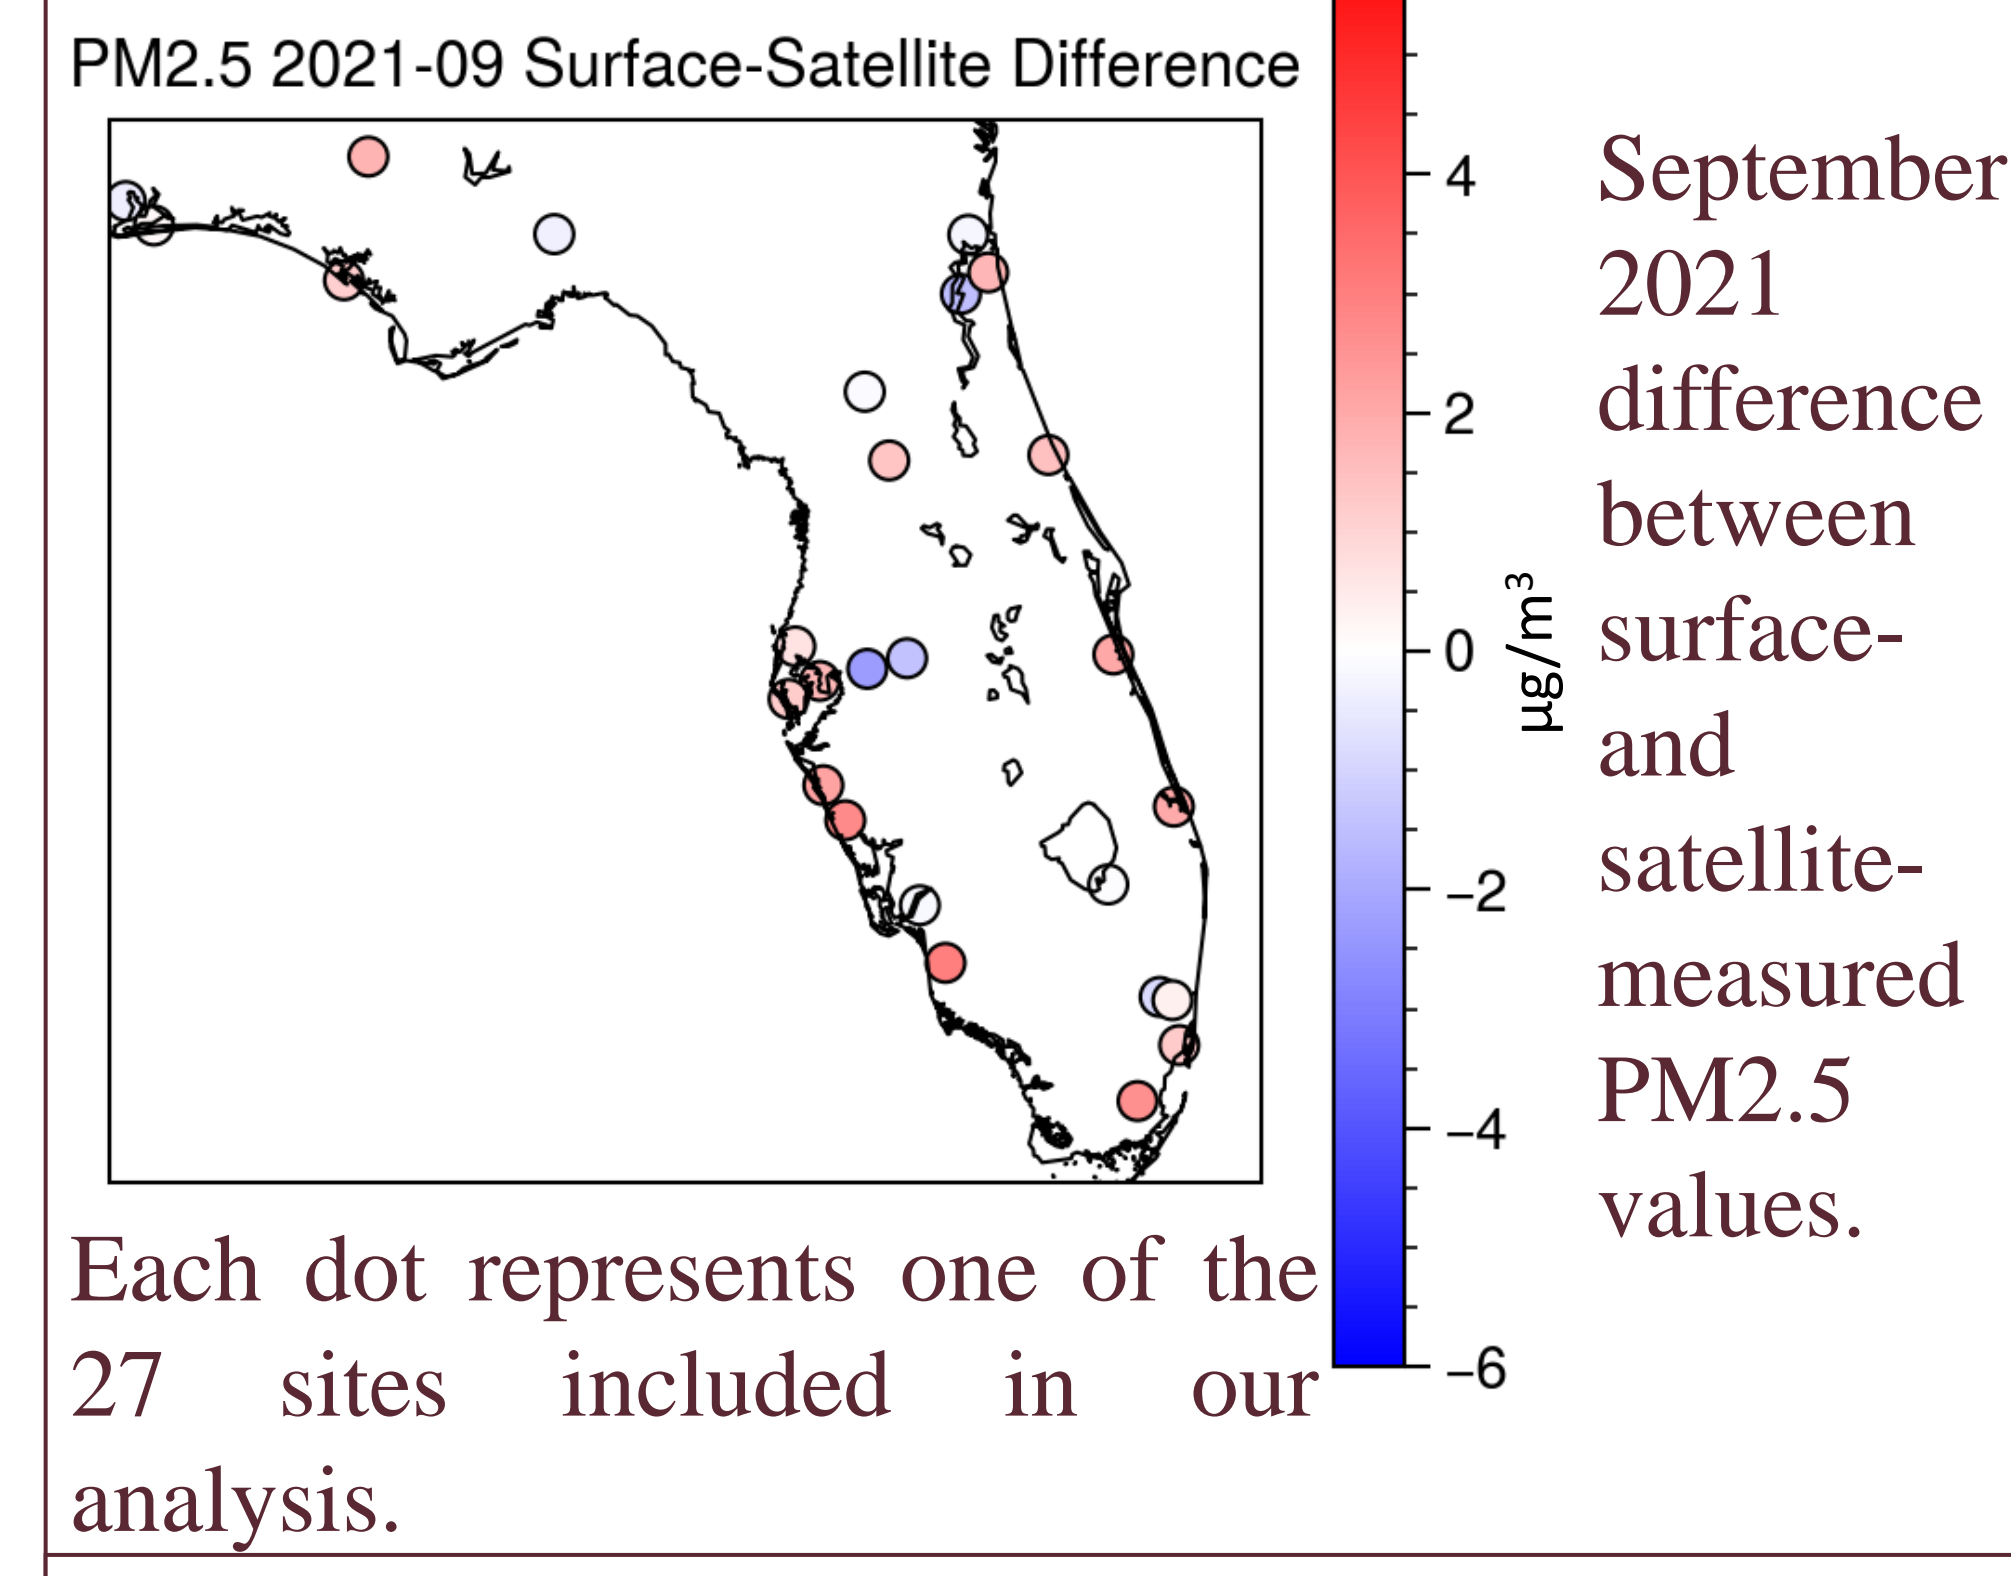 PM2.5 2021-09 Surface-Satellite Difference
4
2
0
−2
−4
−6
µg/m³
September
2021
difference
between
surface-
and
satellite-
measured
PM2.5
values.
Each dot represents one of the
27 sites included in our
analysis.